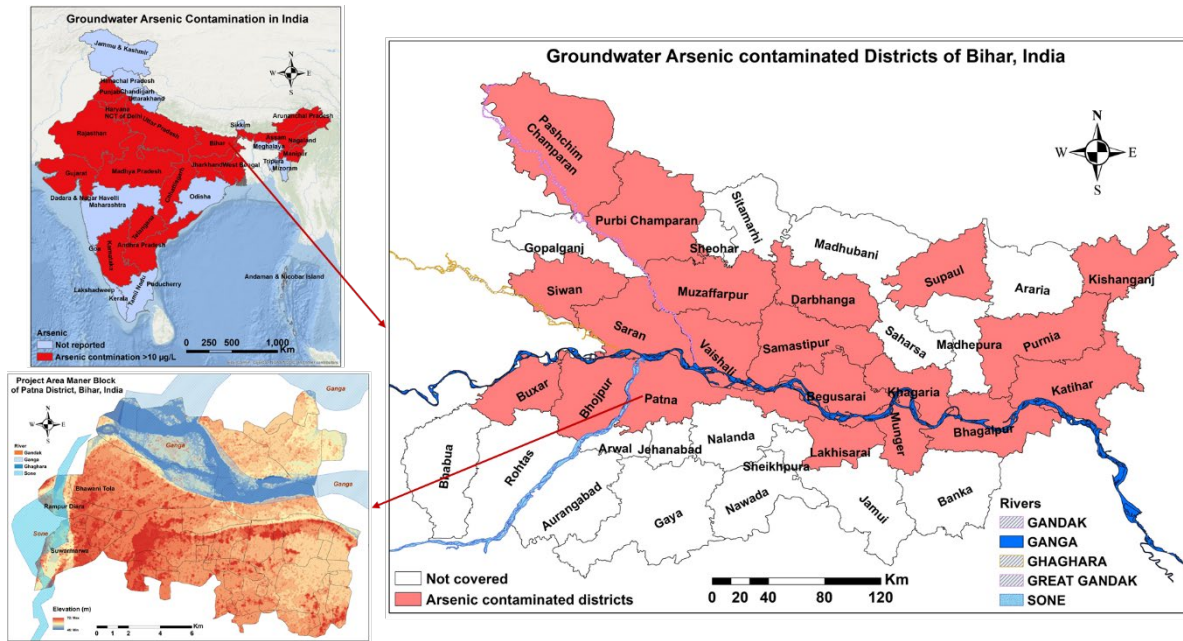 Groundwater Arsenic Contamination in India
Jammu & Kashmir
N
W E
S
Himachal Pradesh
Punjab
Chandigarh
Uttarakhand
Haryana
NCT of Delhi
Uttar Pradesh
Rajasthan
Sikkim
Arunanchal Pradesh
Assam
Nagaland
Meghalaya
Manipur
Bihar
Tripura
Mizoram
Gujarat
Madhya Pradesh
Jharkhand
West Bengal
Chhattisgarh
Dadara & Nagar Havelli
Maharashtra
Odisha
Telangana
Goa
Karnataka
Andhra Pradesh
Andaman & Nicobar Island
Lakshadweep
Kerala
Tamil Nadu
Puducherry
Arsenic
Not reported
Arsenic contmination >10 µg/L
0 250 500 1,000
Km
Project Area Maner Block
of Patna District, Bihar, India
Ganga
N
W E
S
River
Gandak
Ganga
Ghaghara
Sone
Ganga
Ganga
Bhawani Tola
Rampur Diara
Sone
Suwarmarwa
Elevation (m)
0 1 2 4 6
Km
Groundwater Arsenic contaminated Districts of Bihar, India
N
W E
S
Pashchim
Champaran
Purbi Champaran
Sitamarhi
Gopalganj
Sheohar
Madhubani
Supaul
Araria
Kishanganj
Siwan
Muzaffarpur
Darbhanga
Saran
Vaishali
Samastipur
Saharsa
Madhepura
Purnia
Buxar
Bhojpur
Patna
Begusarai
Khagaria
Katihar
Munger
Bhagalpur
Bhabua
Rohtas
Arwal
Jehanabad
Nalanda
Sheikhpura
Lakhisarai
Aurangabad
Gaya
Nawada
Jamui
Banka
Not covered
Arsenic contaminated districts
0 20 40 80 120
Km
Rivers
GANDAK
GANGA
GHAGHARA
GREAT GANDAK
SONE